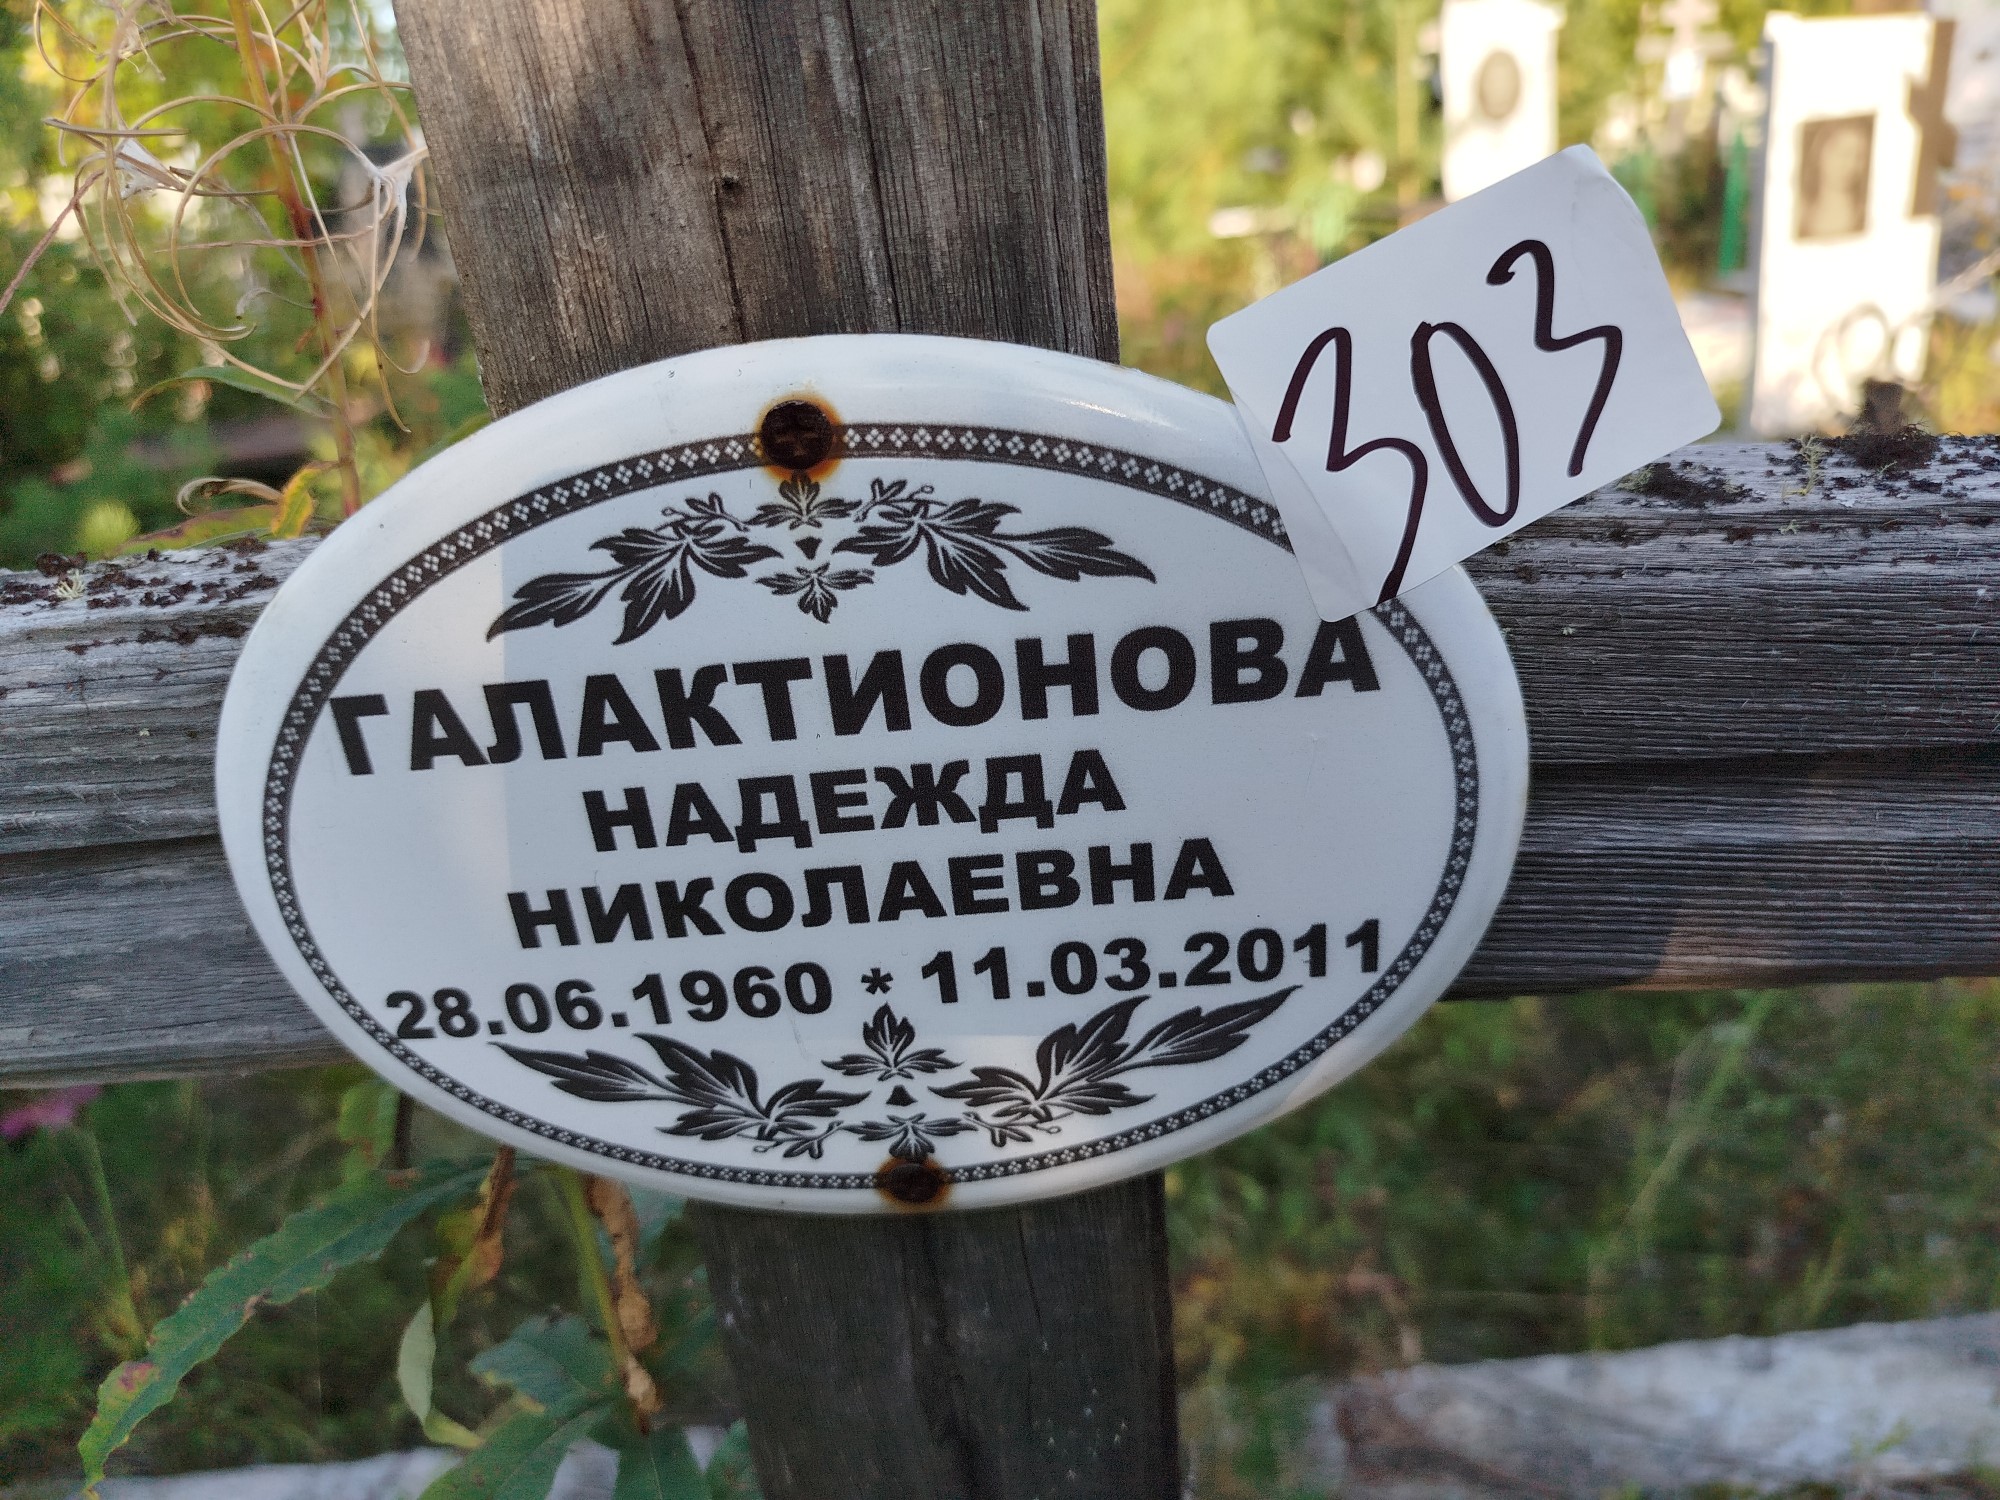 303
ГАЛАКТИОНОВА
НАДЕЖДА
НИКОЛАЕВНА
28.06.1960 * 11.03.2011